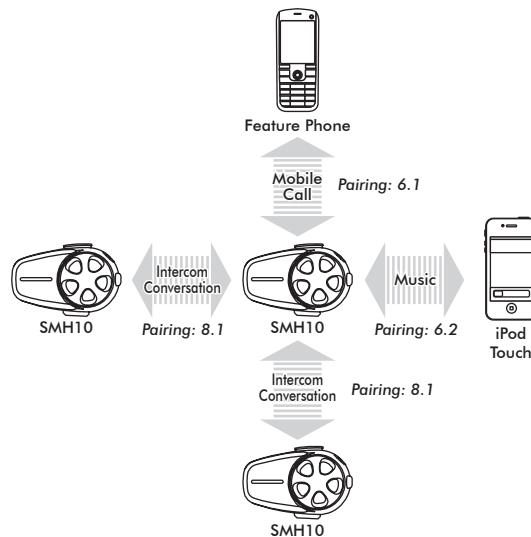 Feature Phone
Mobile
Call
Pairing: 6.1
Intercom
Conversation
Music
SMH10
Pairing: 8.1
SMH10
Pairing: 6.2
iPod
Touch
Intercom
Conversation
Pairing: 8.1
SMH10